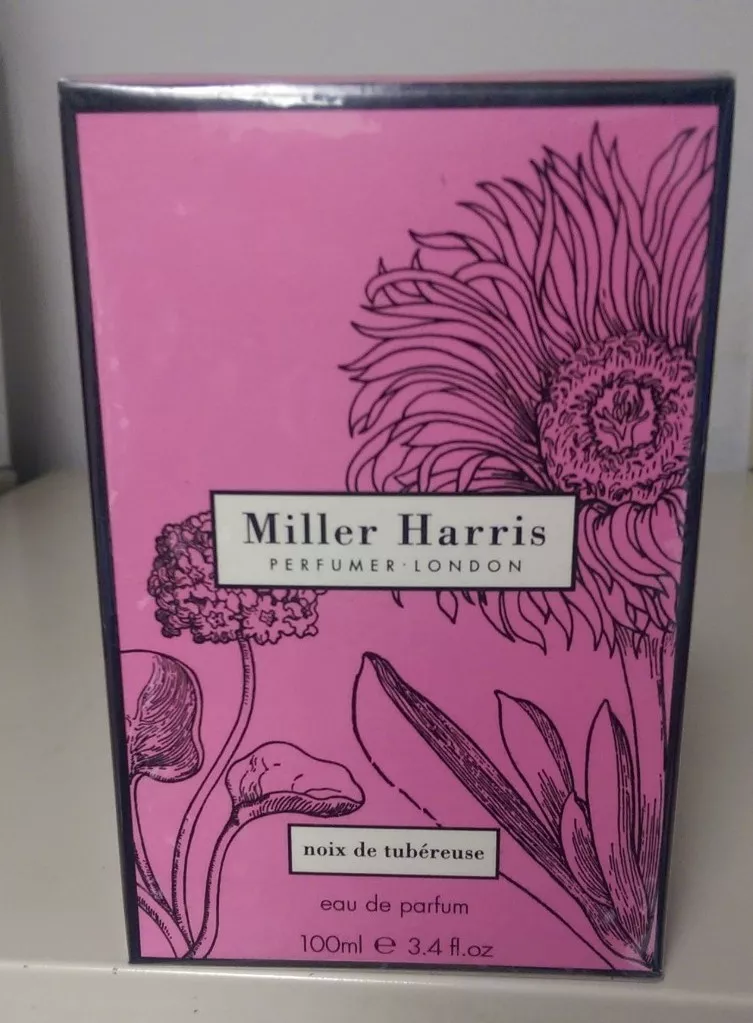 Miller Harris
PERFUMER·LONDON
noix de tubéreuse
eau de parfum
100ml e 3.4 fl.oz